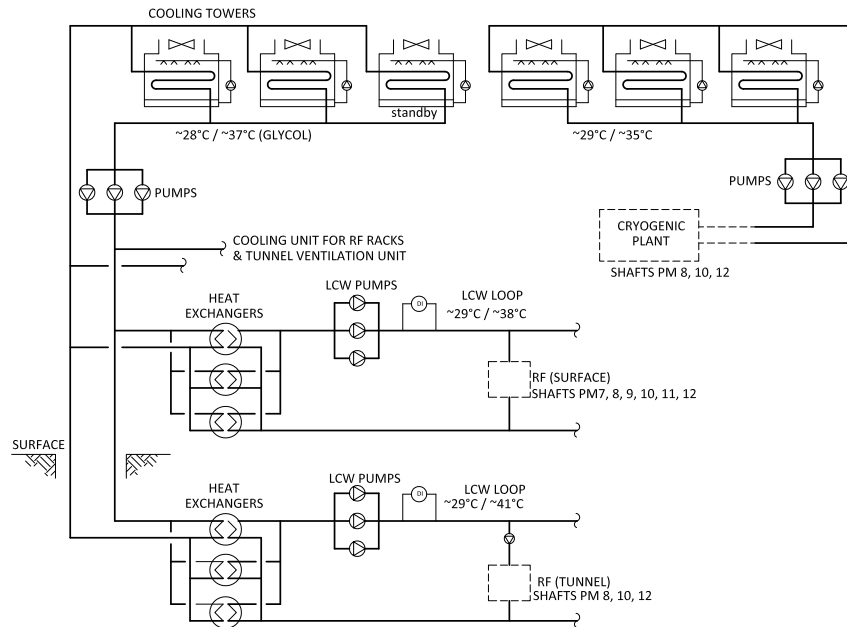 COOLING TOWERS
standby
~28°C / ~37°C (GLYCOL)
~29°C / ~35°C
PUMPS
PUMPS
CRYOGENIC
PLANT
SHAFTS PM 8, 10, 12
COOLING UNIT FOR RF RACKS
& TUNNEL VENTILATION UNIT
HEAT
EXCHANGERS
LCW PUMPS
DI
LCW LOOP
~29°C / ~38°C
RF (SURFACE)
SHAFTS PM7, 8, 9, 10, 11, 12
SURFACE
HEAT
EXCHANGERS
LCW PUMPS
DI
LCW LOOP
~29°C / ~41°C
RF (TUNNEL)
SHAFTS PM 8, 10, 12